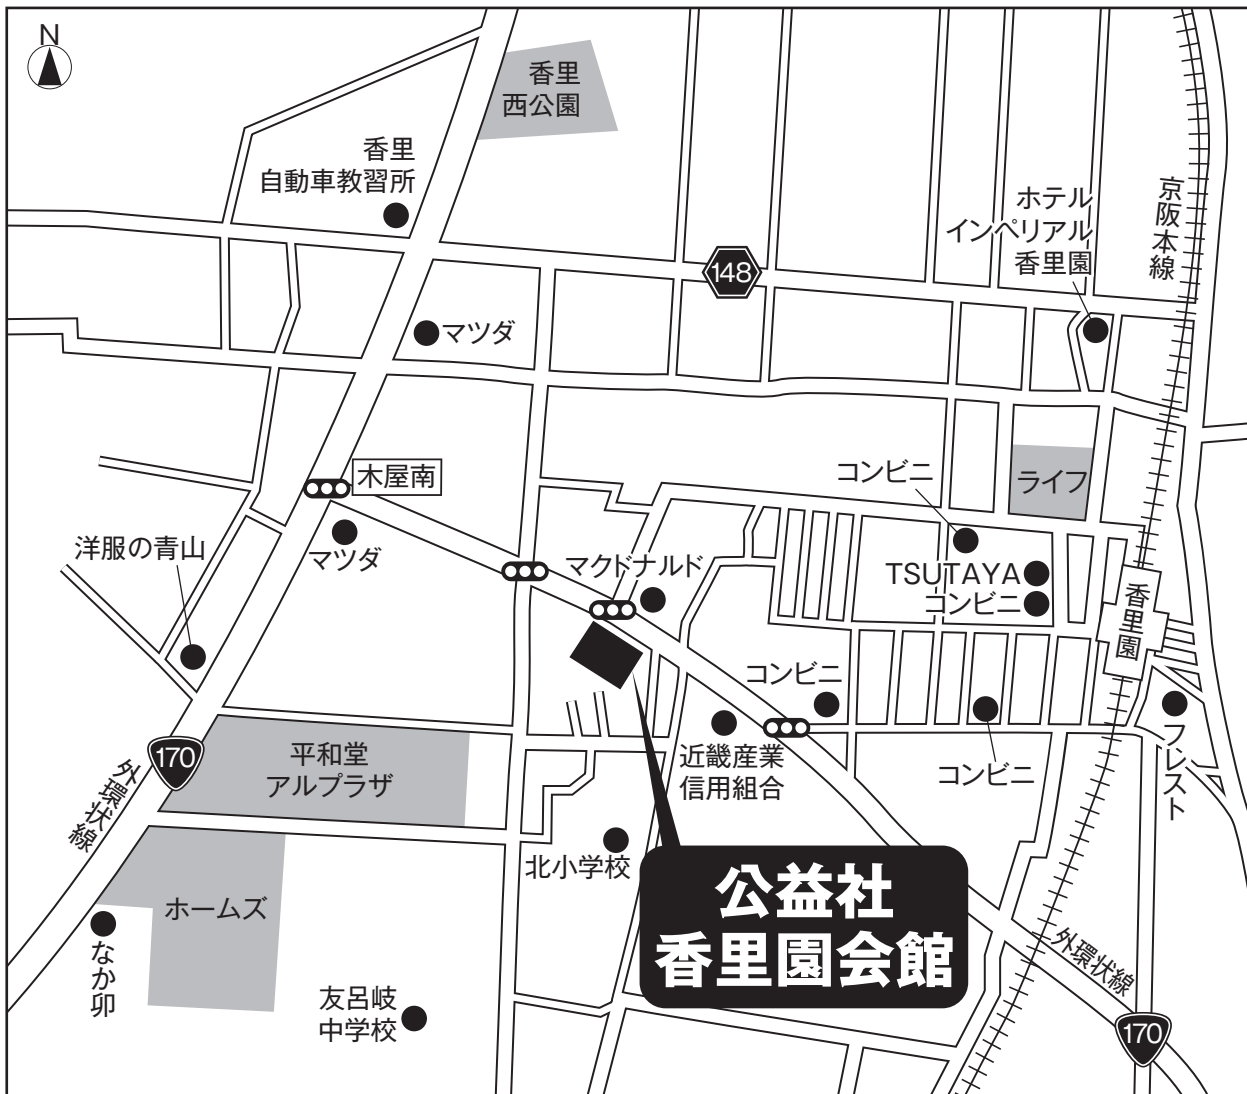 N
香里
西公園
香里
自動車教習所
ホテル
インペリアル
香里園
京阪本線
148
マツダ
木屋南
コンビニ
ライフ
洋服の青山
マツダ
マクドナルド
TSUTAYA
コンビニ
香里園
コンビニ
170
平和堂
アルプラザ
近畿産業
信用組合
コンビニ
フレスト
外環状線
北小学校
公益社
香里園会館
ホームズ
なか卯
外環状線
友呂岐
中学校
170